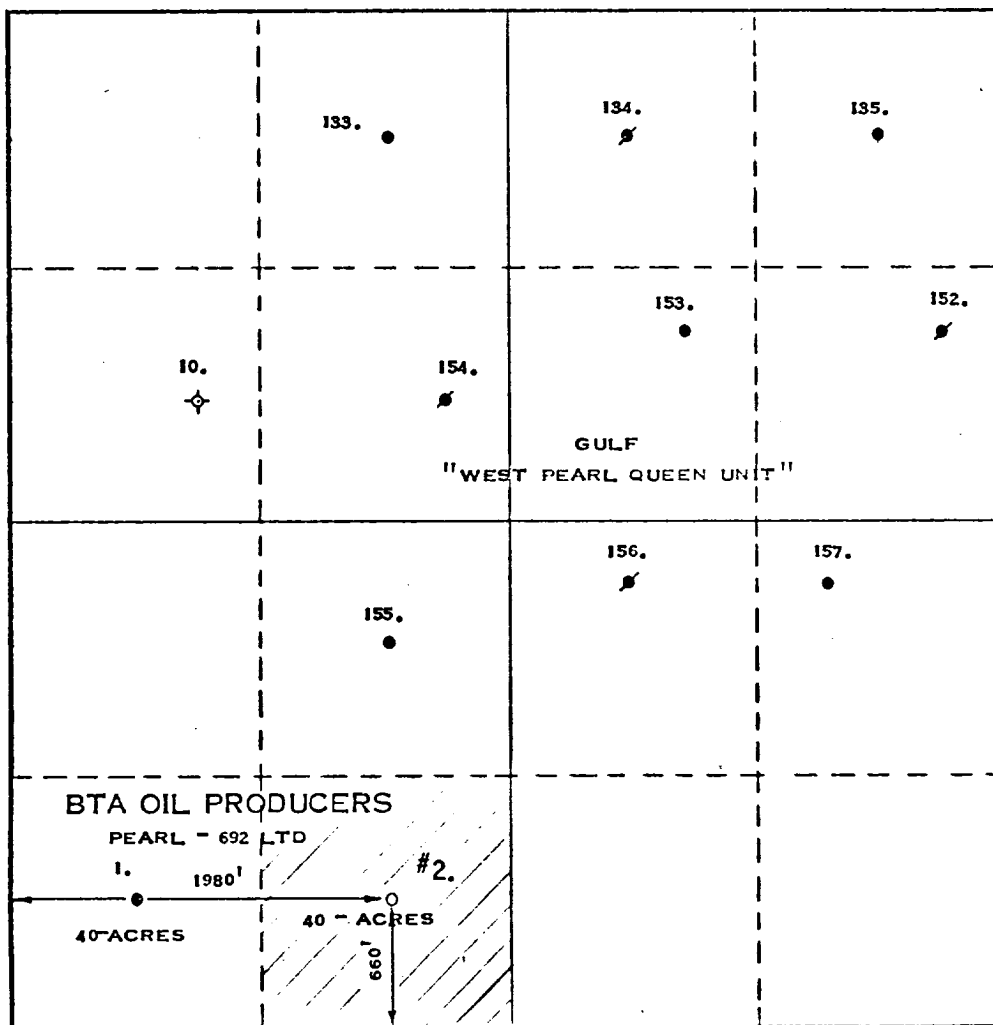 133.
134.
135.
10.
154.
153.
152.
GULF
"WEST PEARL QUEEN UNIT"
155.
156.
157.
BTA OIL PRODUCERS
PEARL - 692 LTD
1.
1980'
#2.
40-ACRES
40-ACRES
660'